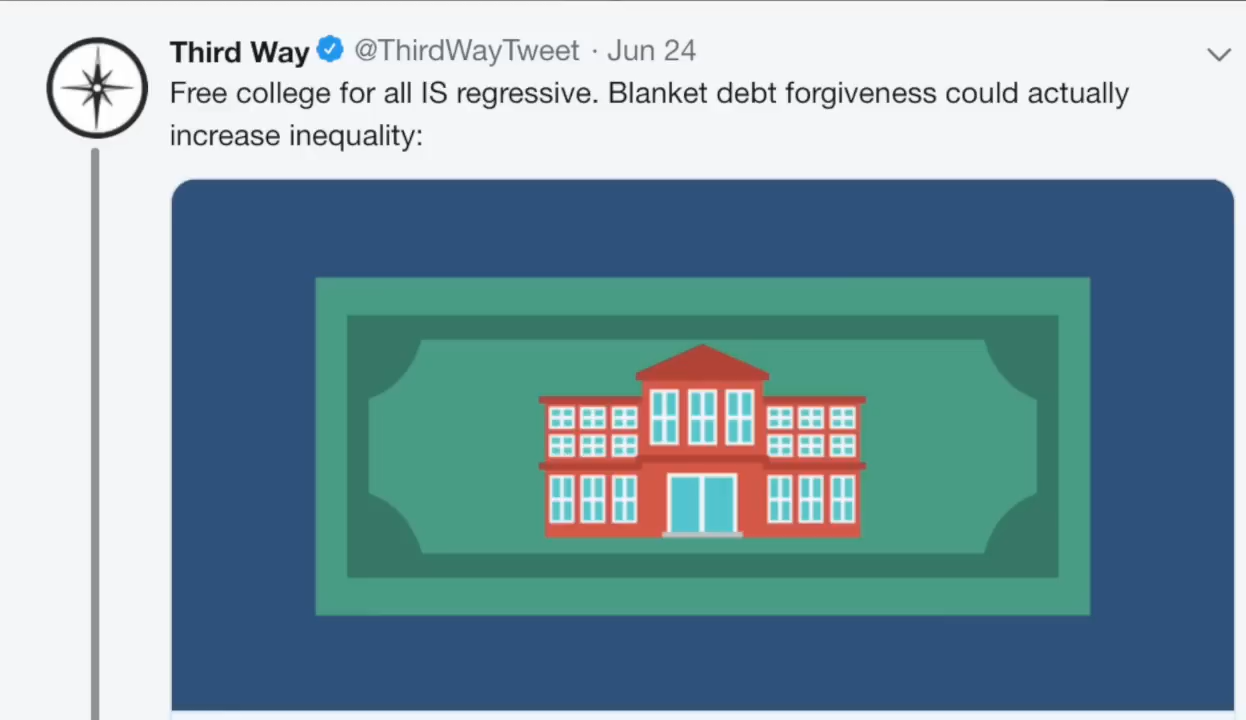 Third Way @ThirdWayTweet · Jun 24
Free college for all IS regressive. Blanket debt forgiveness could actually
increase inequality: